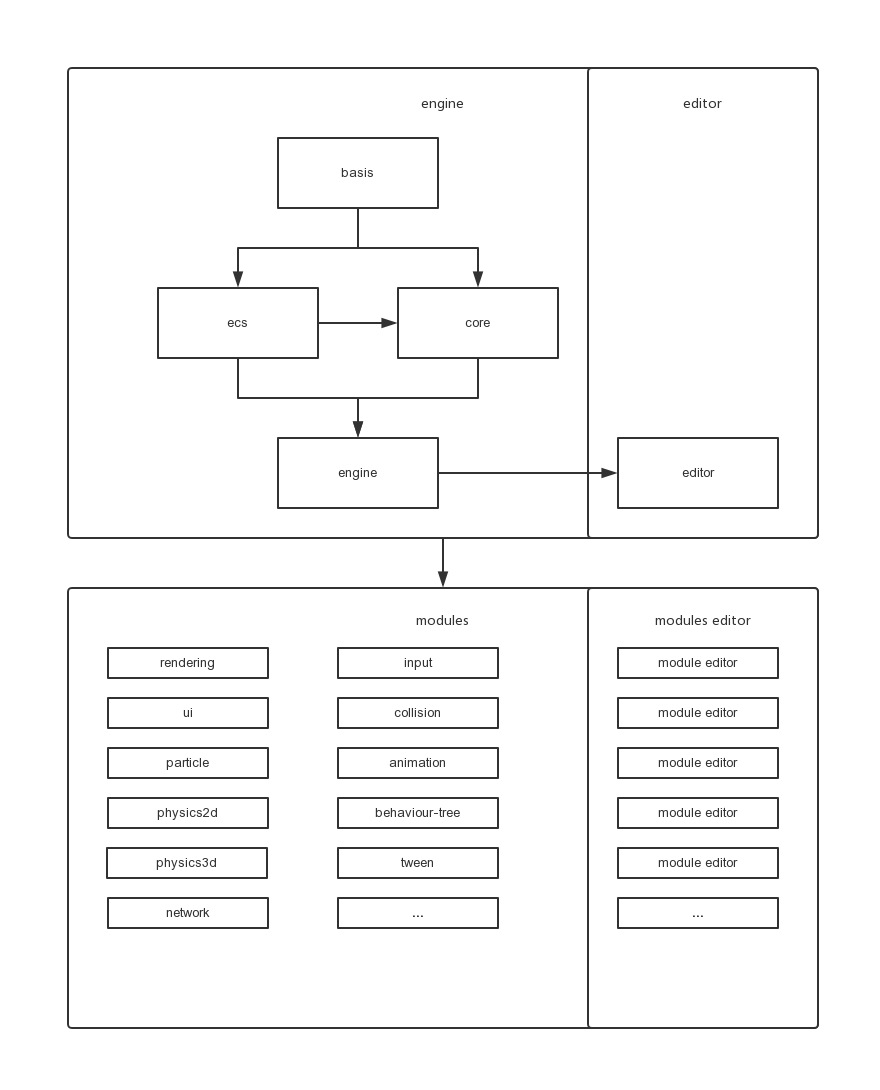 engine
editor
basis
ecs
core
engine
editor
modules
modules editor
rendering
input
module editor
ui
collision
module editor
particle
animation
module editor
physics2d
behaviour-tree
module editor
physics3d
tween
module editor
network
...
...